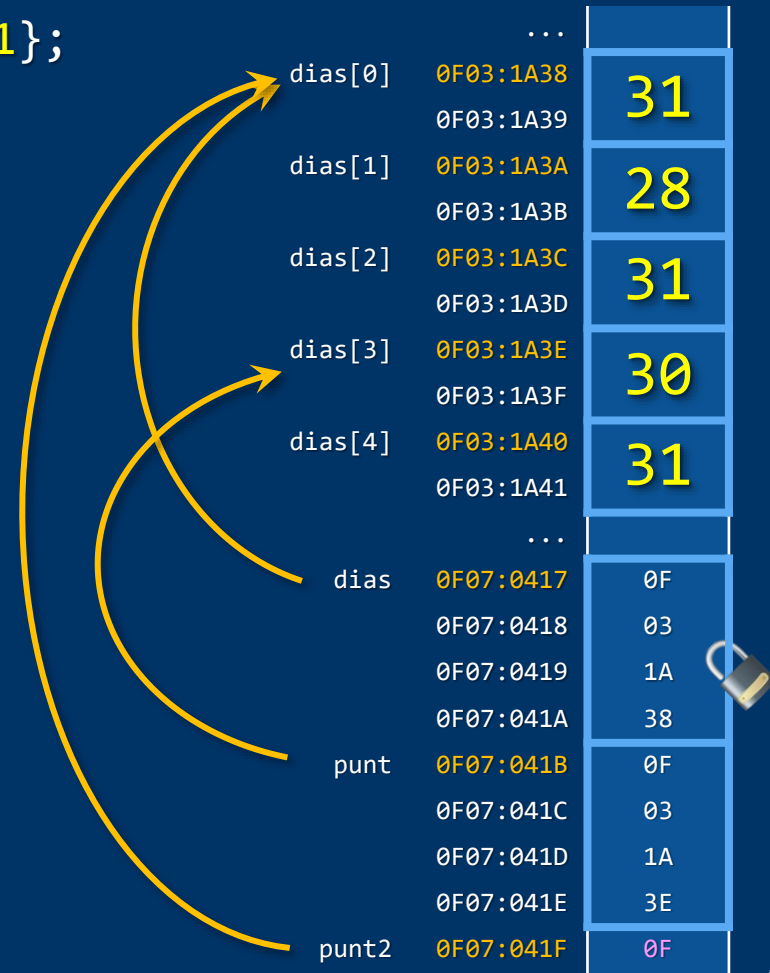 1};
...
dias[0] 0F03:1A38 31
0F03:1A39
dias[1] 0F03:1A3A 28
0F03:1A3B
dias[2] 0F03:1A3C 31
0F03:1A3D
dias[3] 0F03:1A3E 30
0F03:1A3F
dias[4] 0F03:1A40 31
0F03:1A41
...
dias 0F07:0417 0F
0F07:0418 03
0F07:0419 1A
0F07:041A 38
punt 0F07:041B 0F
0F07:041C 03
0F07:041D 1A
0F07:041E 3E
punt2 0F07:041F 0F